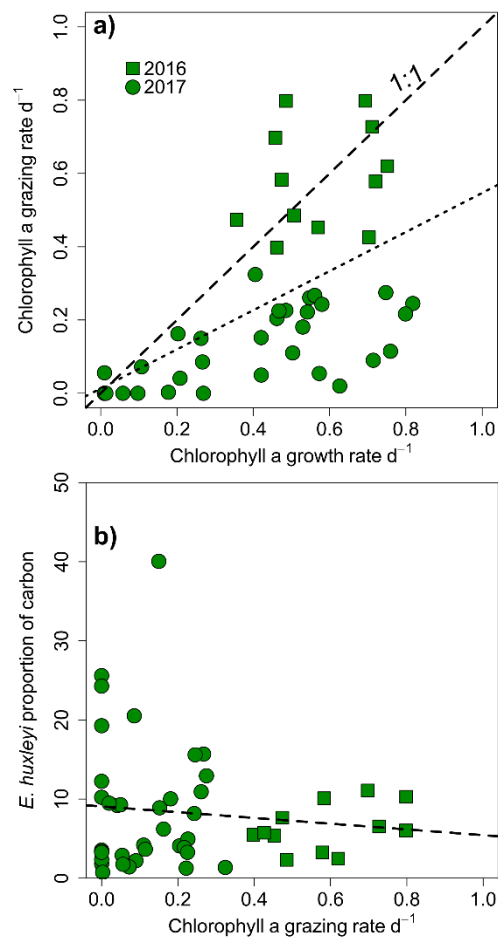 a)
2016
2017
1:1
Chlorophyll a grazing rate d⁻¹
1.0
0.8
0.6
0.4
0.2
0.0
0.0 0.2 0.4 0.6 0.8 1.0
Chlorophyll a growth rate d⁻¹
b)
E. huxleyi proportion of carbon
50
40
30
20
10
0
0.0 0.2 0.4 0.6 0.8 1.0
Chlorophyll a grazing rate d⁻¹